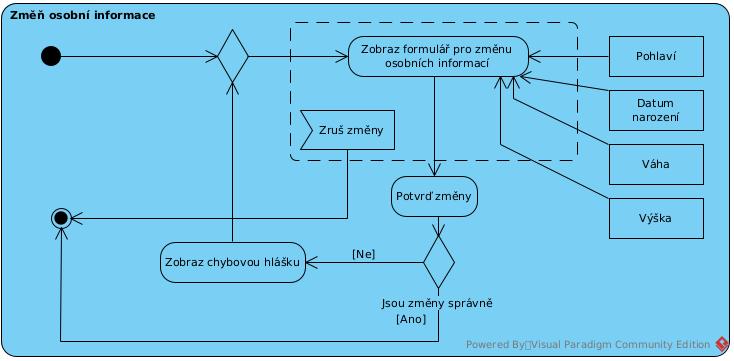 Změň osobní informace
Zobraz formulář pro změnu
osobních informací
Pohlaví
Datum
narození
Zruš změny
Váha
Potvrď změny
Výška
[Ne]
Zobraz chybovou hlášku
Jsou změny správně
[Ano]
Powered By Visual Paradigm Community Edition